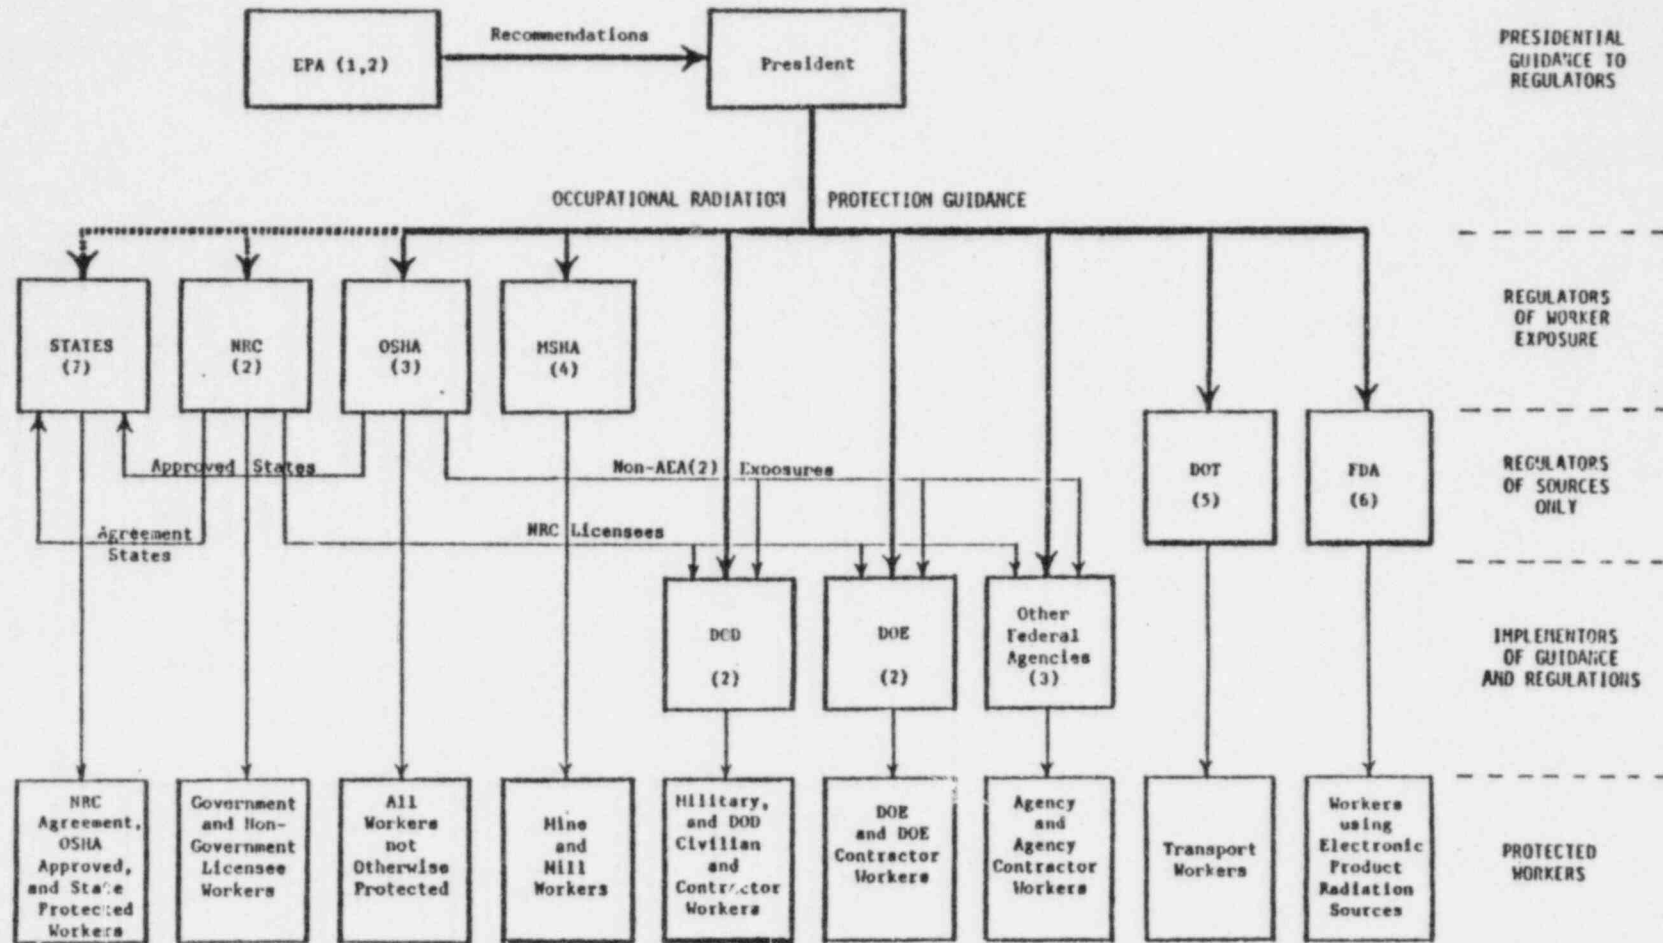 EPA (1,2)
Recommendations
President
PRESIDENTIAL
GUIDANCE TO
REGULATORS
OCCUPATIONAL RADIATION PROTECTION GUIDANCE
STATES
(7)
NRC
(2)
OSHA
(3)
MSHA
(4)
REGULATORS
OF WORKER
EXPOSURE
Approved States
Non-AEA(2) Exposures
DOT
(5)
FDA
(6)
REGULATORS
OF SOURCES
ONLY
Agreement
States
NRC Licensees
DOD
(2)
DOE
(2)
Other
Federal
Agencies
(3)
IMPLEMENTORS
OF GUIDANCE
AND REGULATIONS
NRC
Agreement,
OSHA
Approved,
and State
Protected
Workers
Government
and Non-
Government
Licensee
Workers
All
Workers
not
Otherwise
Protected
Mine
and
Mill
Workers
Military,
and DOD
Civilian
and
Contractor
Workers
DOE
and DOE
Contractor
Workers
Agency
and
Agency
Contractor
Workers
Transport
Workers
Workers
using
Electronic
Product
Radiation
Sources
PROTECTED
WORKERS